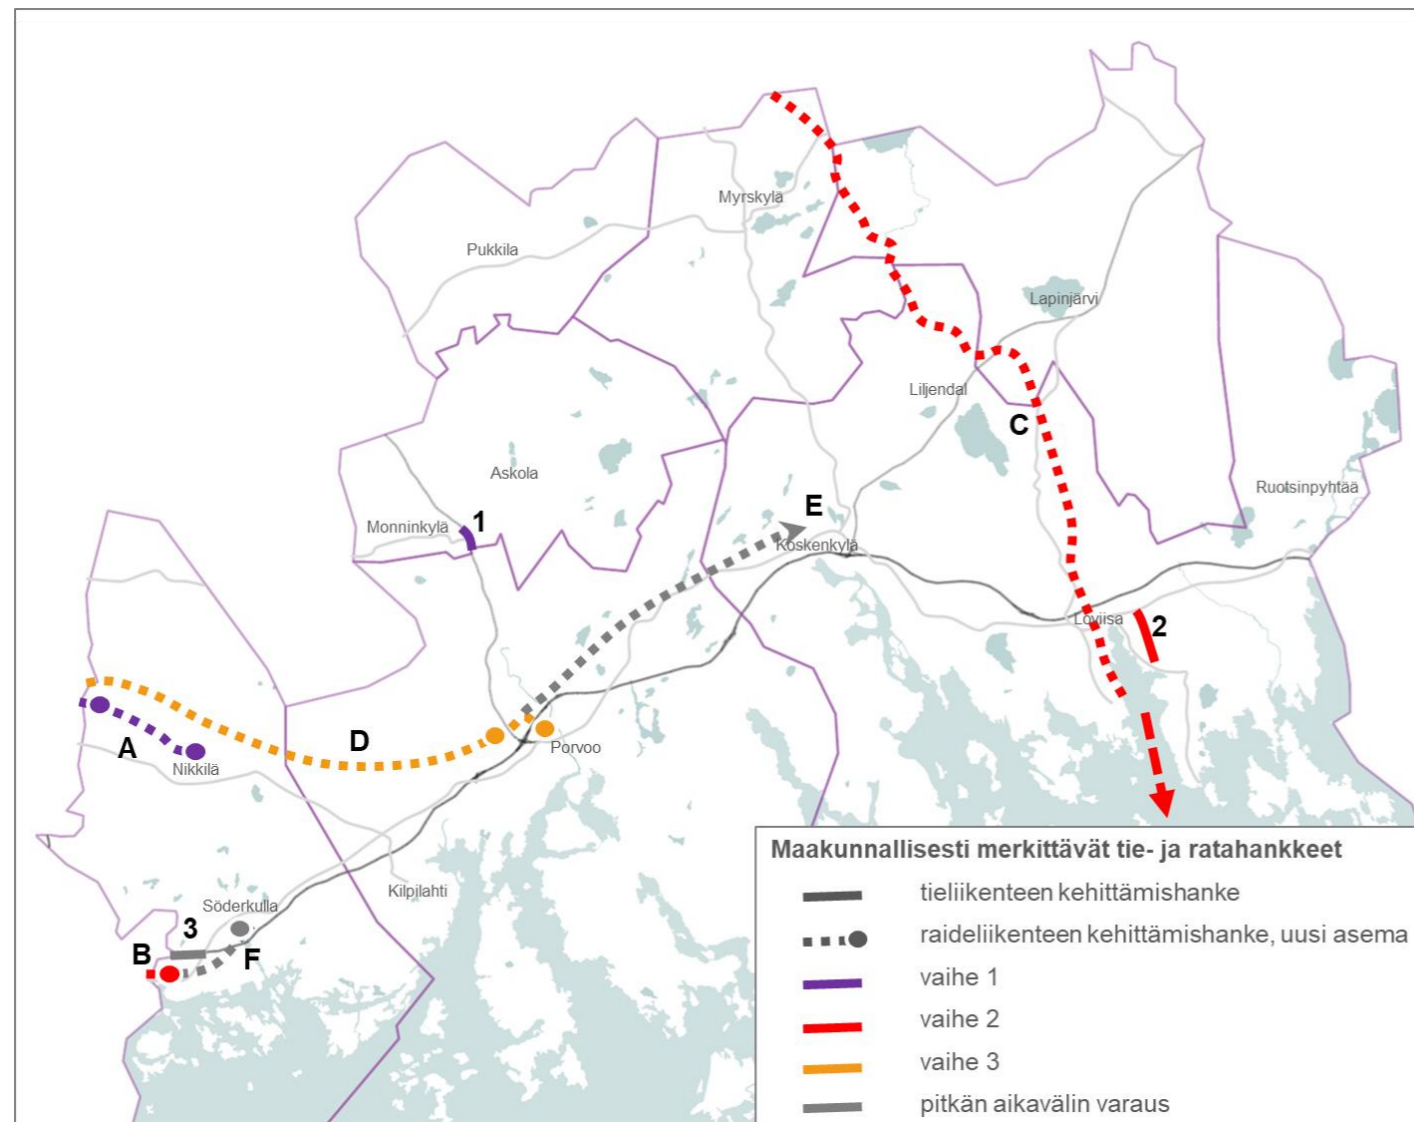 Myrskylä
Pukkila
Lapinjärvi
Liljendal
C
Askola
Ruotsinpyhtää
Monninkylä
1
E
Koskenkylä
Loviisa
2
D
Porvoo
A
Nikkilä
Kilpilahti
Söderkulla
3
B
F
Maakunnallisesti merkittävät tie- ja ratahankkeet
tieliikenteen kehittämishanke
raideliikenteen kehittämishanke, uusi asema
vaihe 1
vaihe 2
vaihe 3
pitkän aikavälin varaus